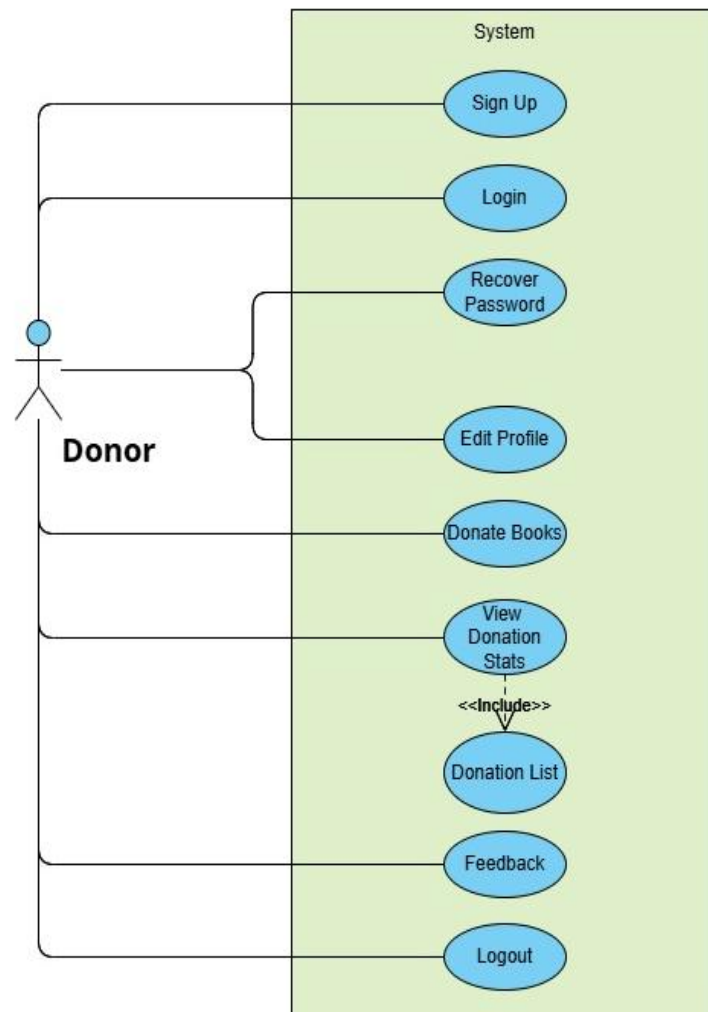 System
Sign Up
Login
Recover
Password
Donor
Edit Profile
Donate Books
View
Donation
Stats
<<Include>>
Donation List
Feedback
Logout